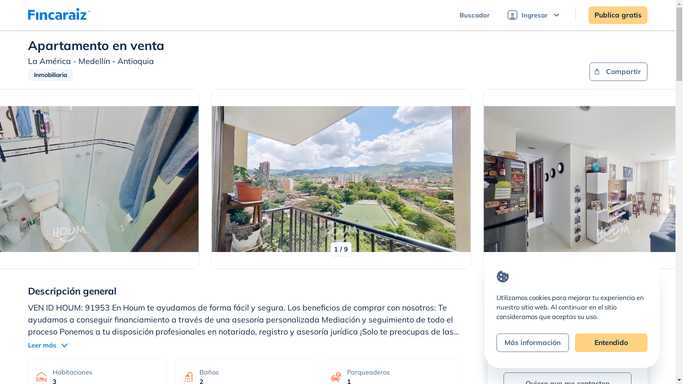 Fincaraiz
Buscador
Ingresar
Publica gratis
Apartamento en venta
La América - Medellín - Antioquia
Inmobiliaria
Compartir
HOUM
HOUM
HOUM
1 / 9
Descripción general
VEN ID HOUM: 91953 En Houm te ayudamos de forma fácil y segura. Los beneficios de comprar con nosotros: Te
ayudamos a conseguir financiamiento a través de una asesoría personalizada Mediación y seguimiento de todo el
proceso Ponemos a tu disposición profesionales en notariado, registro y asesoría jurídica ¡Solo te preocupas de las...
Leer más
Habitaciones
3
Baños
2
Parqueaderos
1
Utilizamos cookies para mejorar tu experiencia en
nuestro sitio web. Al continuar en el sitio
consideramos que aceptas su uso.
Más información
Entendido
Quiero que me contacten